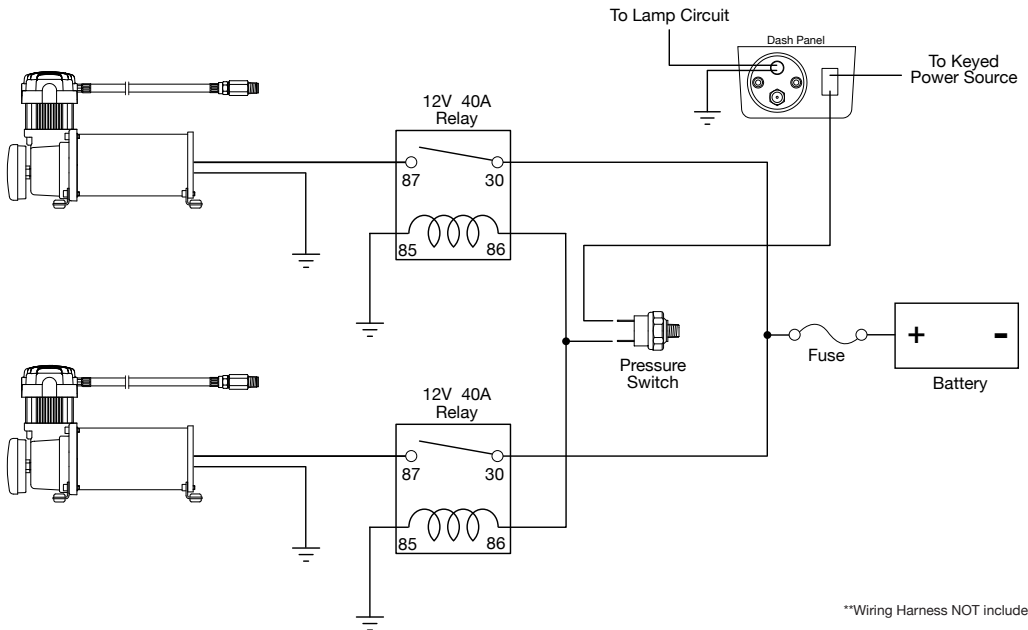 To Lamp Circuit
Dash Panel
To Keyed
Power Source
12V 40A
Relay
87
30
85
86
Pressure
Switch
Fuse
+
-
Battery
12V 40A
Relay
87
30
85
86
**Wiring Harness NOT include